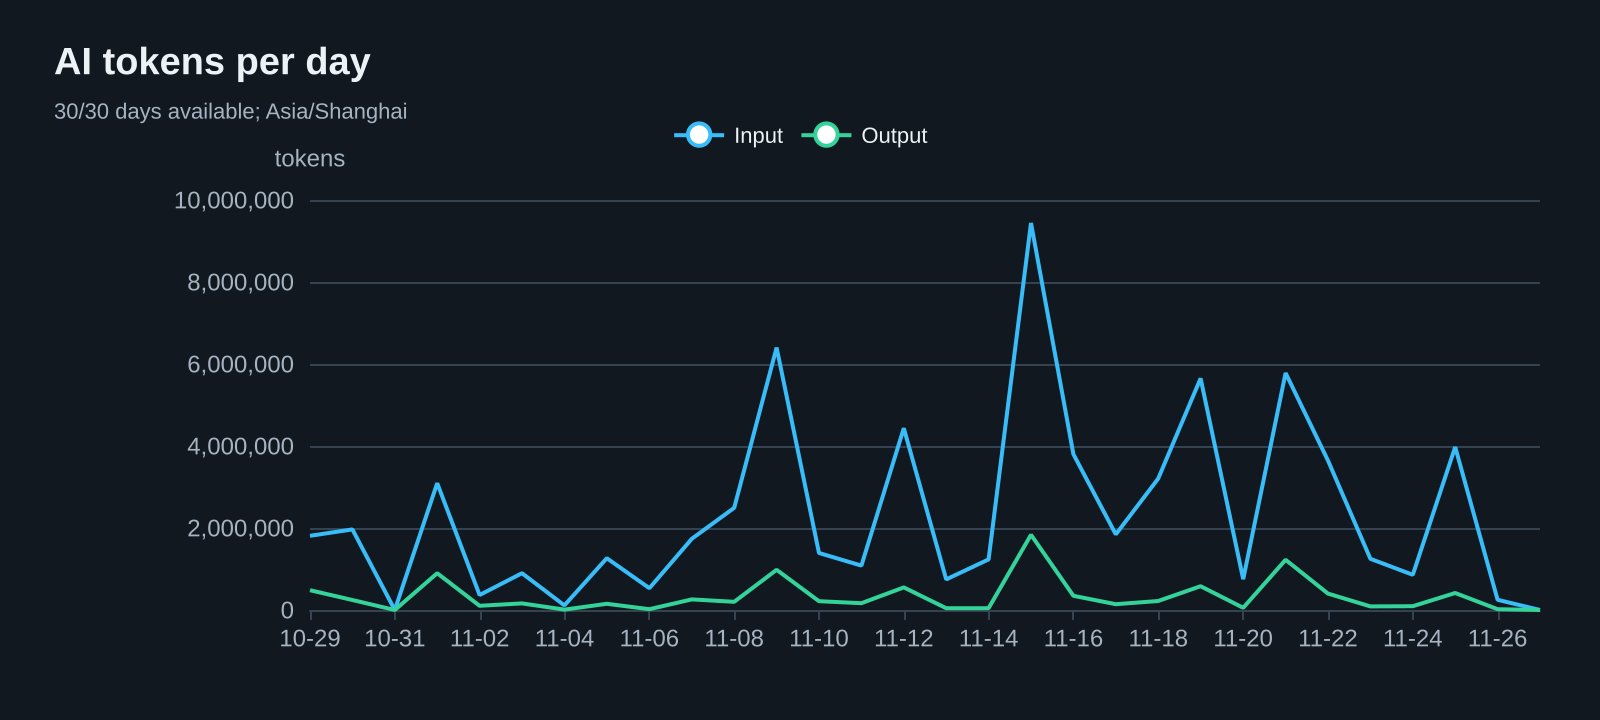 AI tokens per day
30/30 days available; Asia/Shanghai
Input Output
tokens
10,000,000
8,000,000
6,000,000
4,000,000
2,000,000
0
10-29 10-31 11-02 11-04 11-06 11-08 11-10 11-12 11-14 11-16 11-18 11-20 11-22 11-24 11-26